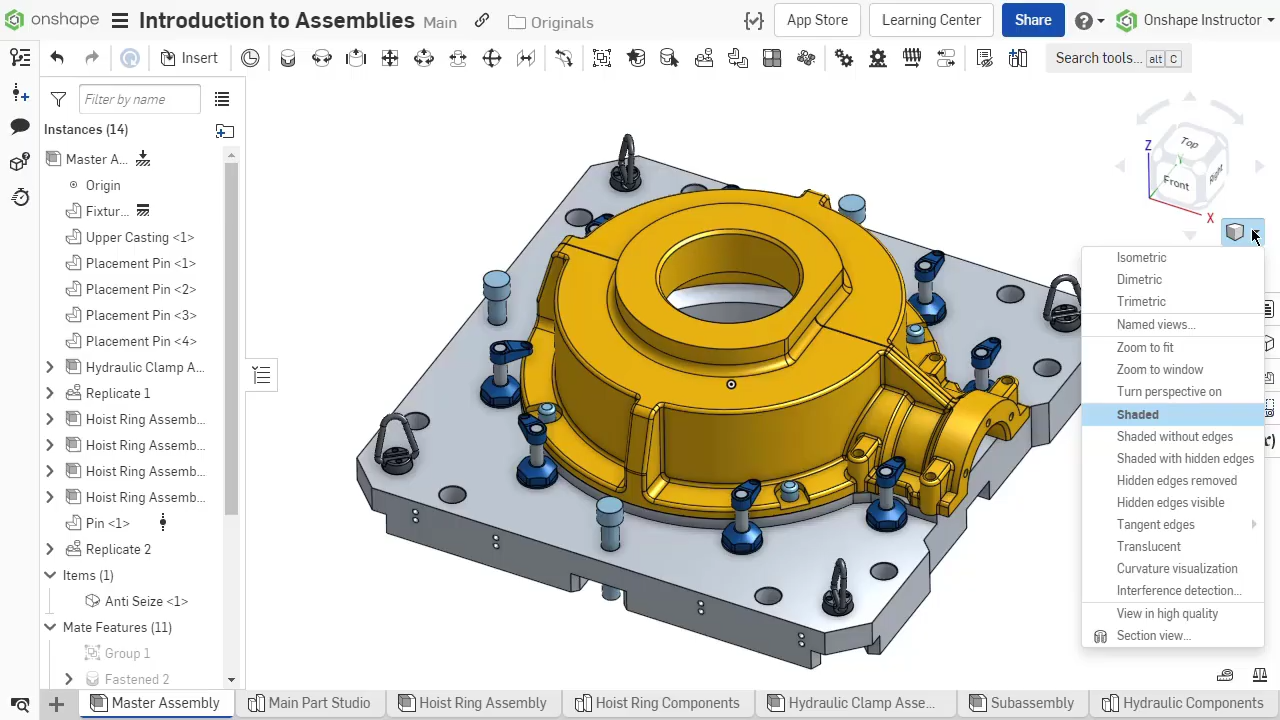 onshape
Introduction to Assemblies
Main
Originals
App Store
Learning Center
Share
Onshape Instructor
Insert
Search tools... alt C
Filter by name
Instances (14)
Master A...
Origin
Fixtur...
Upper Casting <1>
Placement Pin <1>
Placement Pin <2>
Placement Pin <3>
Placement Pin <4>
Hydraulic Clamp A...
Replicate 1
Hoist Ring Assemb...
Hoist Ring Assemb...
Hoist Ring Assemb...
Hoist Ring Assemb...
Pin <1>
Replicate 2
Items (1)
Anti Seize <1>
Mate Features (11)
Group 1
Fastened 2
Z
Top
Front
Right
X
Isometric
Dimetric
Trimetric
Named views...
Zoom to fit
Zoom to window
Turn perspective on
Shaded
Shaded without edges
Shaded with hidden edges
Hidden edges removed
Hidden edges visible
Tangent edges
Translucent
Curvature visualization
Interference detection...
View in high quality
Section view...
Master Assembly
Main Part Studio
Hoist Ring Assembly
Hoist Ring Components
Hydraulic Clamp Asse...
Subassembly
Hydraulic Components